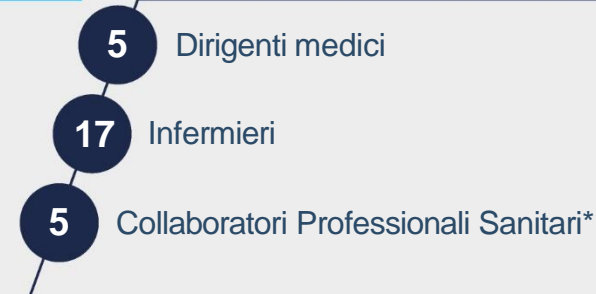 5 Dirigenti medici
17 Infermieri
5 Collaboratori Professionali Sanitari*